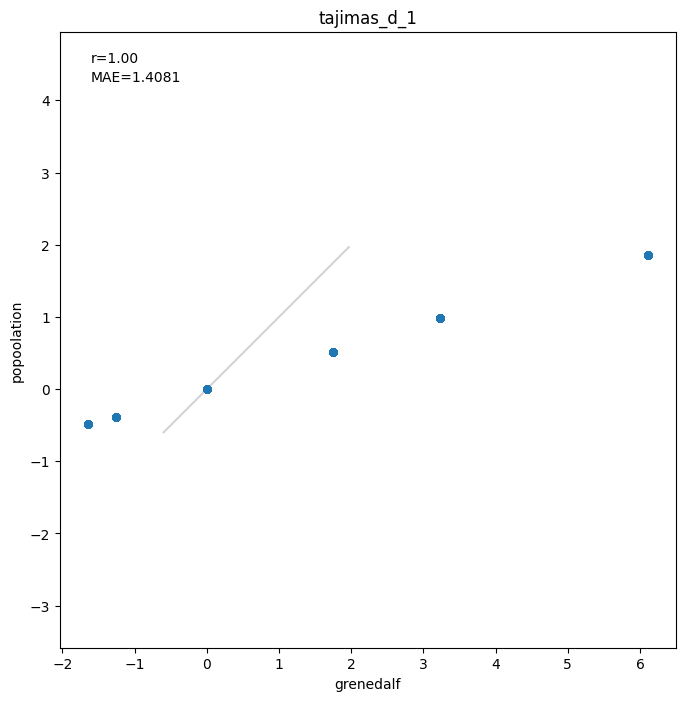 tajimas_d_1
r=1.00
MAE=1.4081
4
3
2
1
0
−1
−2
−3
popoolation
−2 −1 0 1 2 3 4 5 6
grenedalf